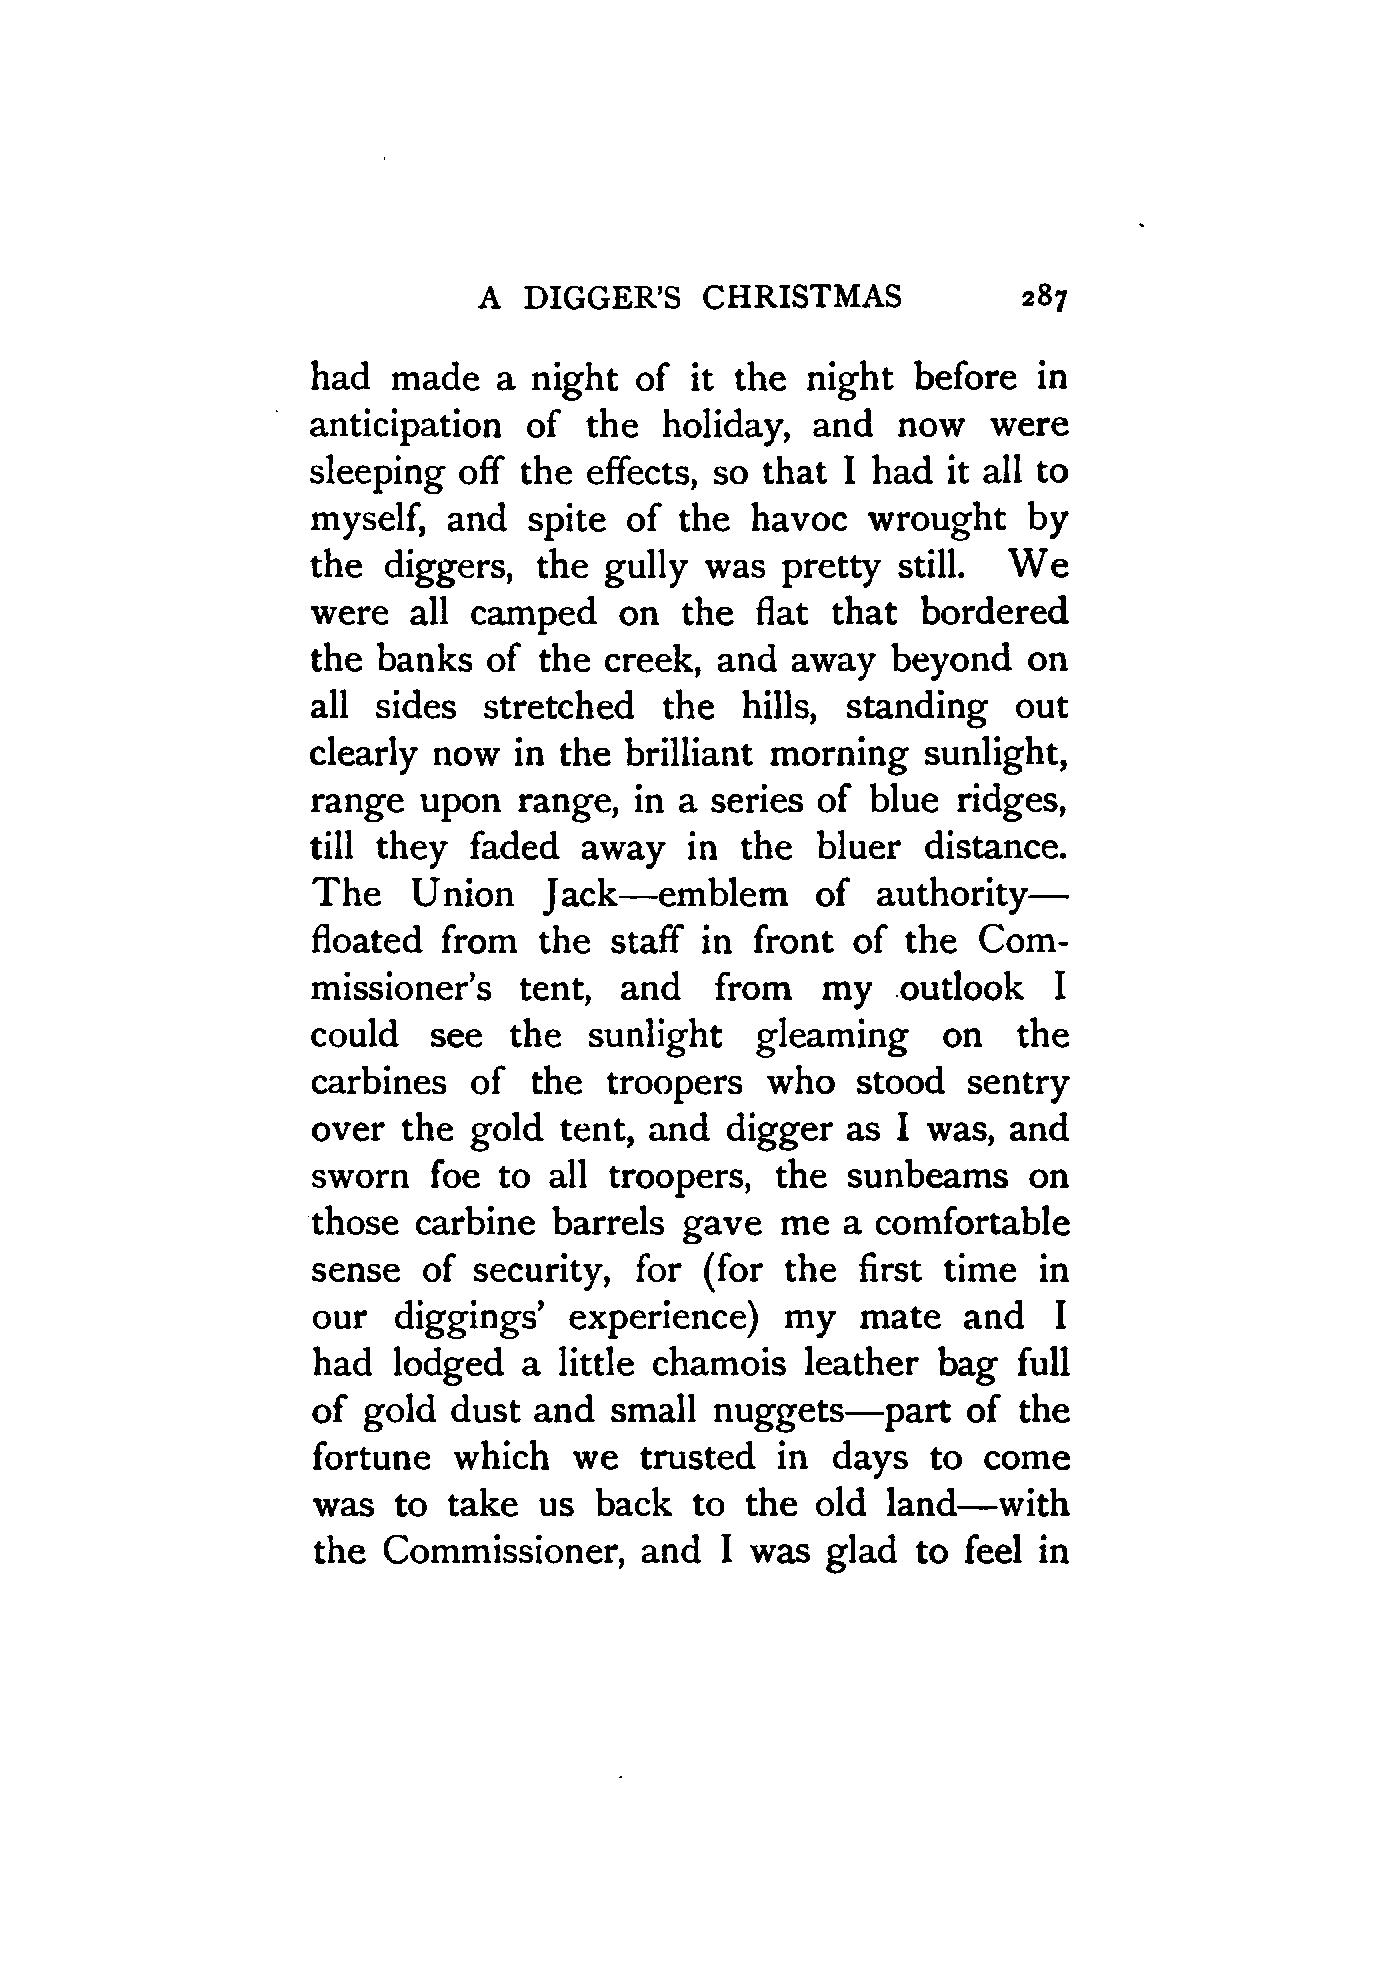 A DIGGER'S CHRISTMAS 287
had made a night of it the night before in
anticipation of the holiday, and now were
sleeping off the effects, so that I had it all to
myself, and spite of the havoc wrought by
the diggers, the gully was pretty still. We
were all camped on the flat that bordered
the banks of the creek, and away beyond on
all sides stretched the hills, standing out
clearly now in the brilliant morning sunlight,
range upon range, in a series of blue ridges,
till they faded away in the bluer distance.
The Union Jack—emblem of authority—
floated from the staff in front of the Com-
missioner's tent, and from my outlook I
could see the sunlight gleaming on the
carbines of the troopers who stood sentry
over the gold tent, and digger as I was, and
sworn foe to all troopers, the sunbeams on
those carbine barrels gave me a comfortable
sense of security, for (for the first time in
our diggings' experience) my mate and I
had lodged a little chamois leather bag full
of gold dust and small nuggets—part of the
fortune which we trusted in days to come
was to take us back to the old land—with
the Commissioner, and I was glad to feel in